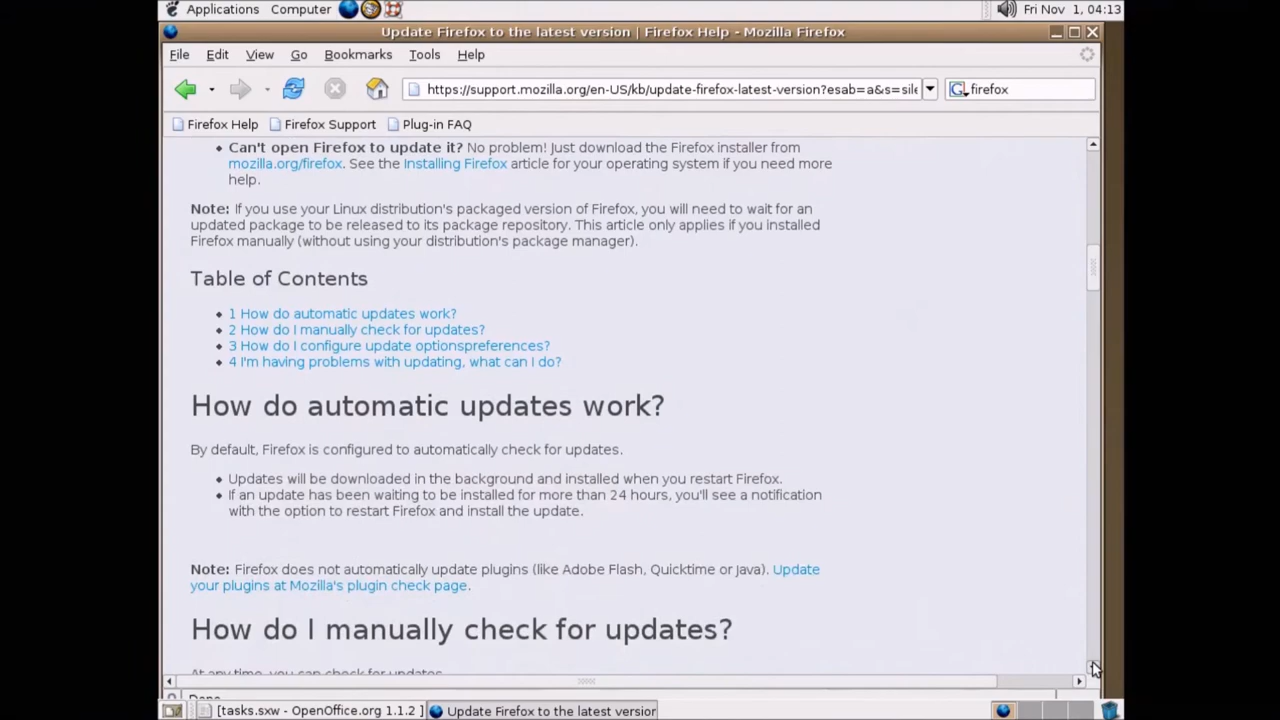 Applications Computer Fri Nov 1, 04:13
Update Firefox to the latest version | Firefox Help - Mozilla Firefox
File Edit View Go Bookmarks Tools Help
https://support.mozilla.org/en-US/kb/update-firefox-latest-version?esab=a&s=sile firefox
Firefox Help Firefox Support Plug-in FAQ
Can't open Firefox to update it? No problem! Just download the Firefox installer from
mozilla.org/firefox. See the Installing Firefox article for your operating system if you need more
help.
Note: If you use your Linux distribution's packaged version of Firefox, you will need to wait for an
updated package to be released to its package repository. This article only applies if you installed
Firefox manually (without using your distribution's package manager).
Table of Contents
1 How do automatic updates work?
2 How do I manually check for updates?
3 How do I configure update optionspreferences?
4 I'm having problems with updating, what can I do?
How do automatic updates work?
By default, Firefox is configured to automatically check for updates.
Updates will be downloaded in the background and installed when you restart Firefox.
If an update has been waiting to be installed for more than 24 hours, you'll see a notification
with the option to restart Firefox and install the update.
Note: Firefox does not automatically update plugins (like Adobe Flash, Quicktime or Java). Update
your plugins at Mozilla's plugin check page.
How do I manually check for updates?
At any time, you can check for updates
Done
[tasks.sxw - OpenOffice.org 1.1.2 ] Update Firefox to the latest version